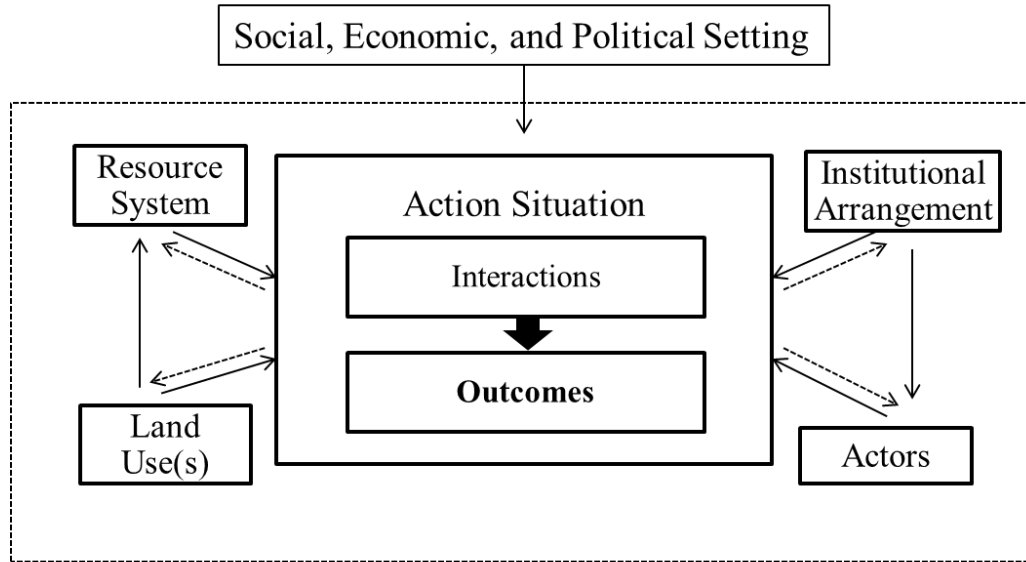 Social, Economic, and Political Setting
Resource
System
Institutional
Arrangement
Action Situation
Interactions
Outcomes
Land
Use(s)
Actors